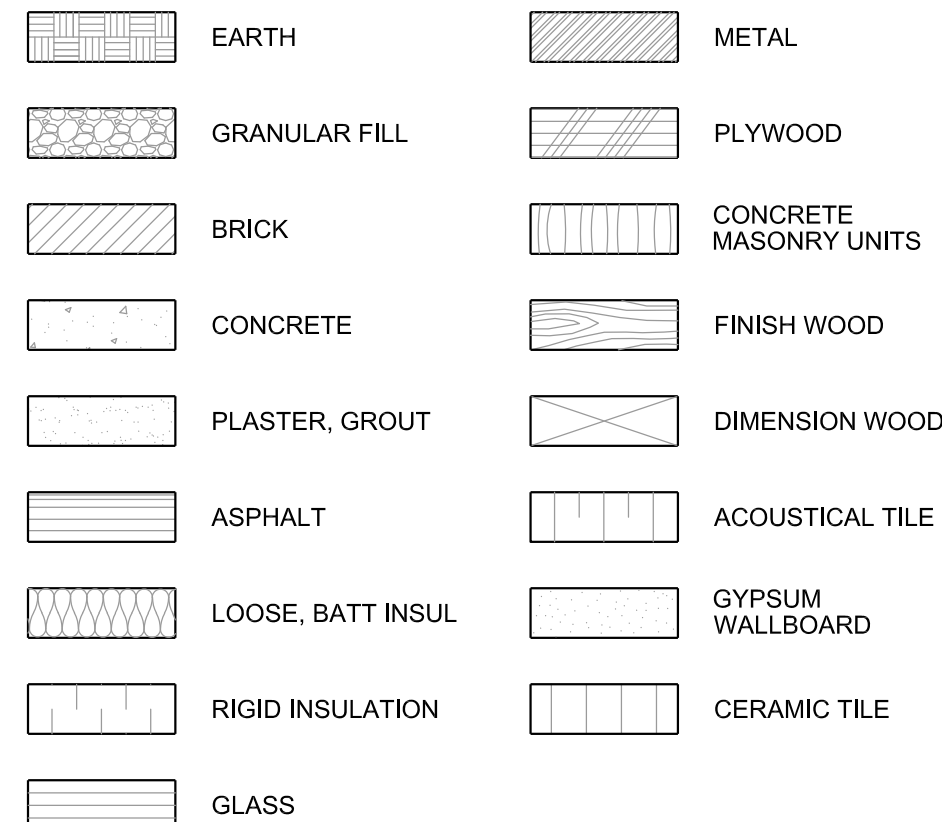 EARTH
GRANULAR FILL
BRICK
CONCRETE
PLASTER, GROUT
ASPHALT
LOOSE, BATT INSUL
RIGID INSULATION
GLASS
METAL
PLYWOOD
CONCRETE
MASONRY UNITS
FINISH WOOD
DIMENSION WOOD
ACOUSTICAL TILE
GYPSUM
WALLBOARD
CERAMIC TILE